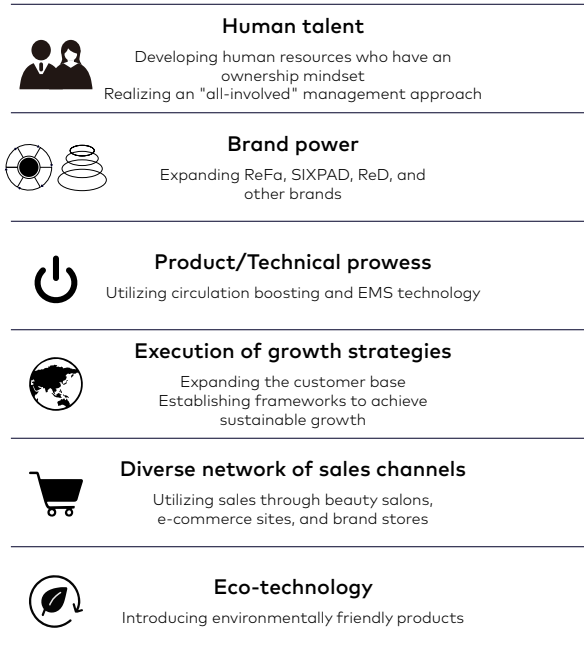 Human talent
Developing human resources who have an
ownership mindset
Realizing an "all-involved" management approach
Brand power
Expanding ReFa, SIXPAD, ReD, and
other brands
Product/Technical prowess
Utilizing circulation boosting and EMS technology
Execution of growth strategies
Expanding the customer base
Establishing frameworks to achieve
sustainable growth
Diverse network of sales channels
Utilizing sales through beauty salons,
e-commerce sites, and brand stores
Eco-technology
Introducing environmentally friendly products